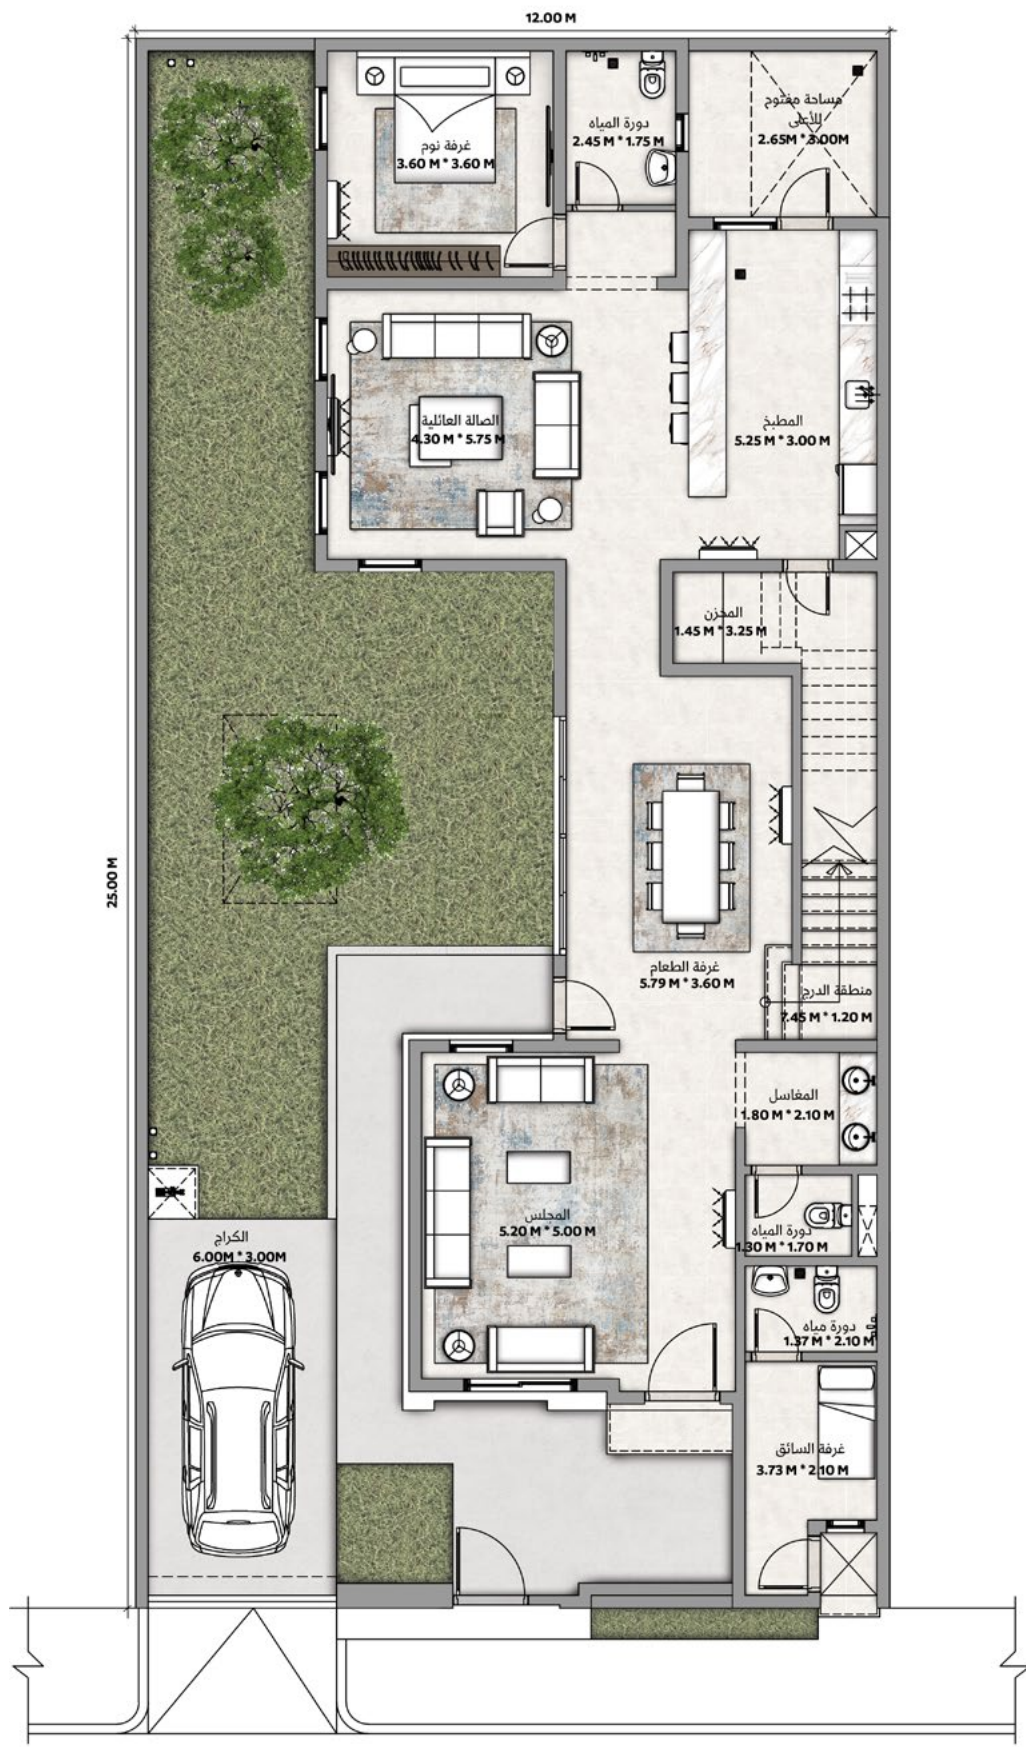 12.00 M
غرفة نوم
3.60 M * 3.60 M
دورة المياه
2.45 M * 1.75 M
مساحة مفتوح
للأعلى
2.65M * 3.00M
الصالة العائلية
4.30 M * 5.75 M
المطبخ
5.25 M * 3.00 M
المخزن
1.45 M * 3.25 M
25.00 M
غرفة الطعام
5.79 M * 3.60 M
منطقة الدرج
7.45 M * 1.20 M
المغاسل
1.80 M * 2.10 M
المجلس
5.20 M * 5.00 M
دورة المياه
1.30 M * 1.70 M
الكراج
6.00M * 3.00M
دورة مياه
1.37 M * 2.10 M
غرفة السائق
3.73 M * 2.10 M